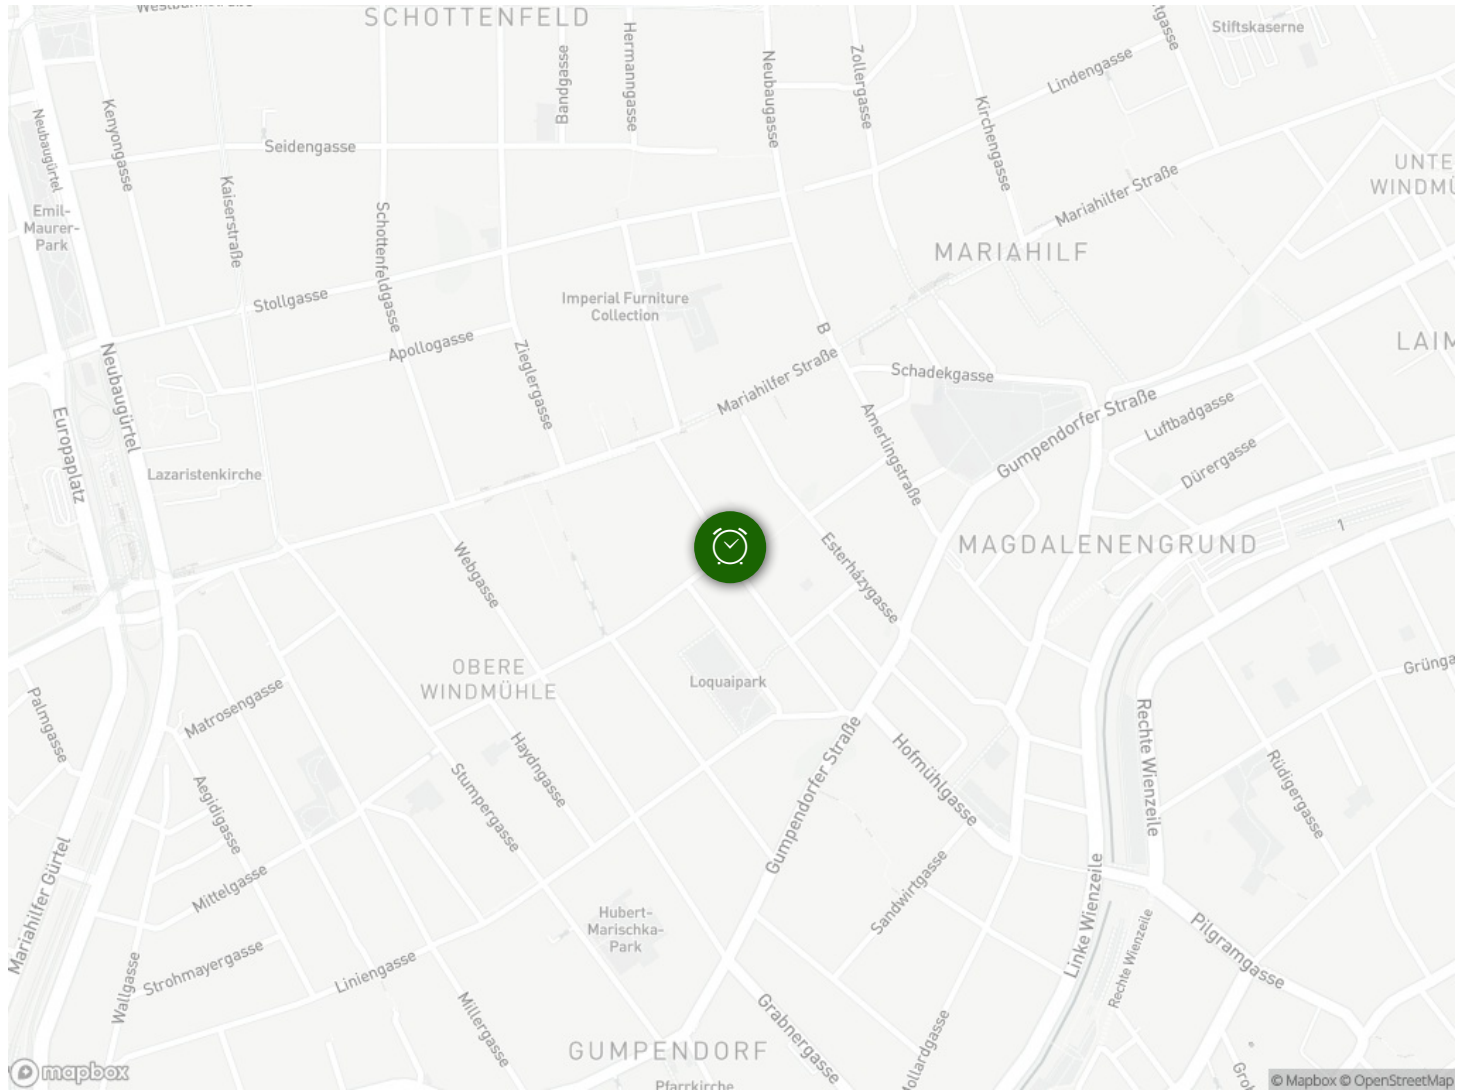 SCHOTTENFELD
Stiftskaserne
Lindengasse
Kenyongasse
Neubaugürtel
Bandgasse
Hermanngasse
Neubaugasse
Zollergasse
Kirchengasse
Seidengasse
Kaiserstraße
Schottenfeldgasse
Mariahilfer Straße
UNTE
WINDMÜ
Emil-
Maurer-
Park
MARIAHILF
Stollgasse
Imperial Furniture
Collection
B
Apollogasse
Zieglergasse
Neubaugürtel
Mariahilfer Straße
Schadekgasse
LAIM
Europaplatz
Amerlingstraße
Gumpendorfer Straße
Luftbadgasse
Dürergasse
Lazaristenkirche
1
MAGDALENENGRUND
Webgasse
Esterházygasse
OBERE
WINDMÜHLE
Loquaipark
Grünga
Palmgasse
Matrosengasse
Rechte Wienzeile
Haydngasse
Hofmühlgasse
Gumpendorfer Straße
Rüdigergasse
Stumpergasse
Aegidigasse
Mittelgasse
Mariahilfer Gürtel
Sandwirtgasse
Linke Wienzeile
Hubert-
Marischka-
Park
Pilgramgasse
Rechte Wienzeile
Strohmayergasse
Wallgasse
Liniengasse
Millergasse
Grabnergasse
GUMPENDORF
ollardgasse
Pfarrkirche
mapbox
© Mapbox © OpenStreetMap